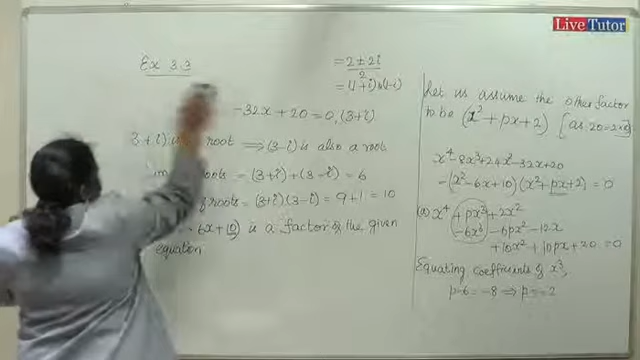 Live Tutor
Ex 3.3
-32x + 20 = 0, (3+i)
3+i) is a root ⟹ (3-i) is also a root
roots = (3+i) + (3-i) = 6
of roots = (3+i)(3-i) = 9+1 = 10
6x+10) is a factor of the given
equation
= 2 ± 2i / 2
= (1+i), (1-i)
Let us assume the other factor
to be (x²+px+2) [as 20=2×10]
x⁴-8x³+24x²-32x+20
-(x²-6x+10)(x²+px+2) = 0
x⁴ + px³ + 2x²
-6x³ - 6px² - 12x
+10x² + 10px + 20 = 0
Equating coefficients of x³,
p-6 = -8 ⟹ p = -2